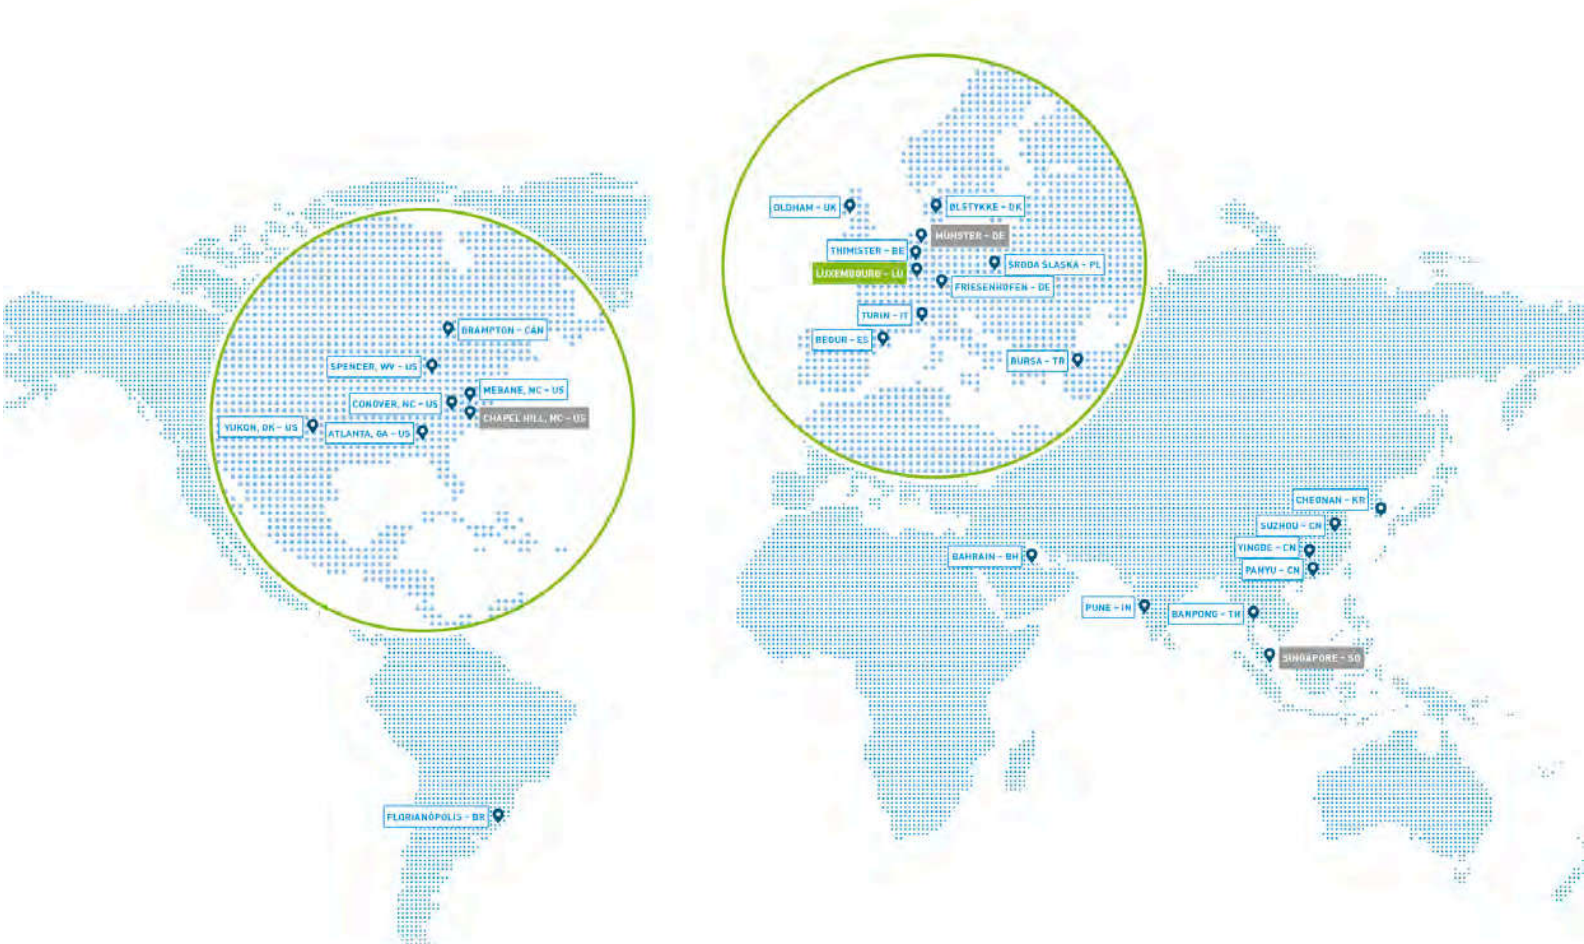 OLDHAM – UK
ØLSTYKKE – DK
MÜNSTER – DE
THIMISTER – BE
LUXEMBOURG – LU
ŚRODA ŚLASKA – PL
FRIESENHOFEN – DE
TURIN – IT
BEGUR – ES
BURSA – TR
BRAMPTON – CAN
SPENCER, WV – US
MEBANE, NC – US
CONOVER, NC – US
CHAPEL HILL, NC – US
YUKON, OK – US
ATLANTA, GA – US
CHEONAN – KR
SUZHOU – CN
YINGDE – CN
BAHRAIN – BH
PANYU – CN
PUNE – IN
BANPONG – TH
SINGAPORE – SG
FLORIANÓPOLIS – BR